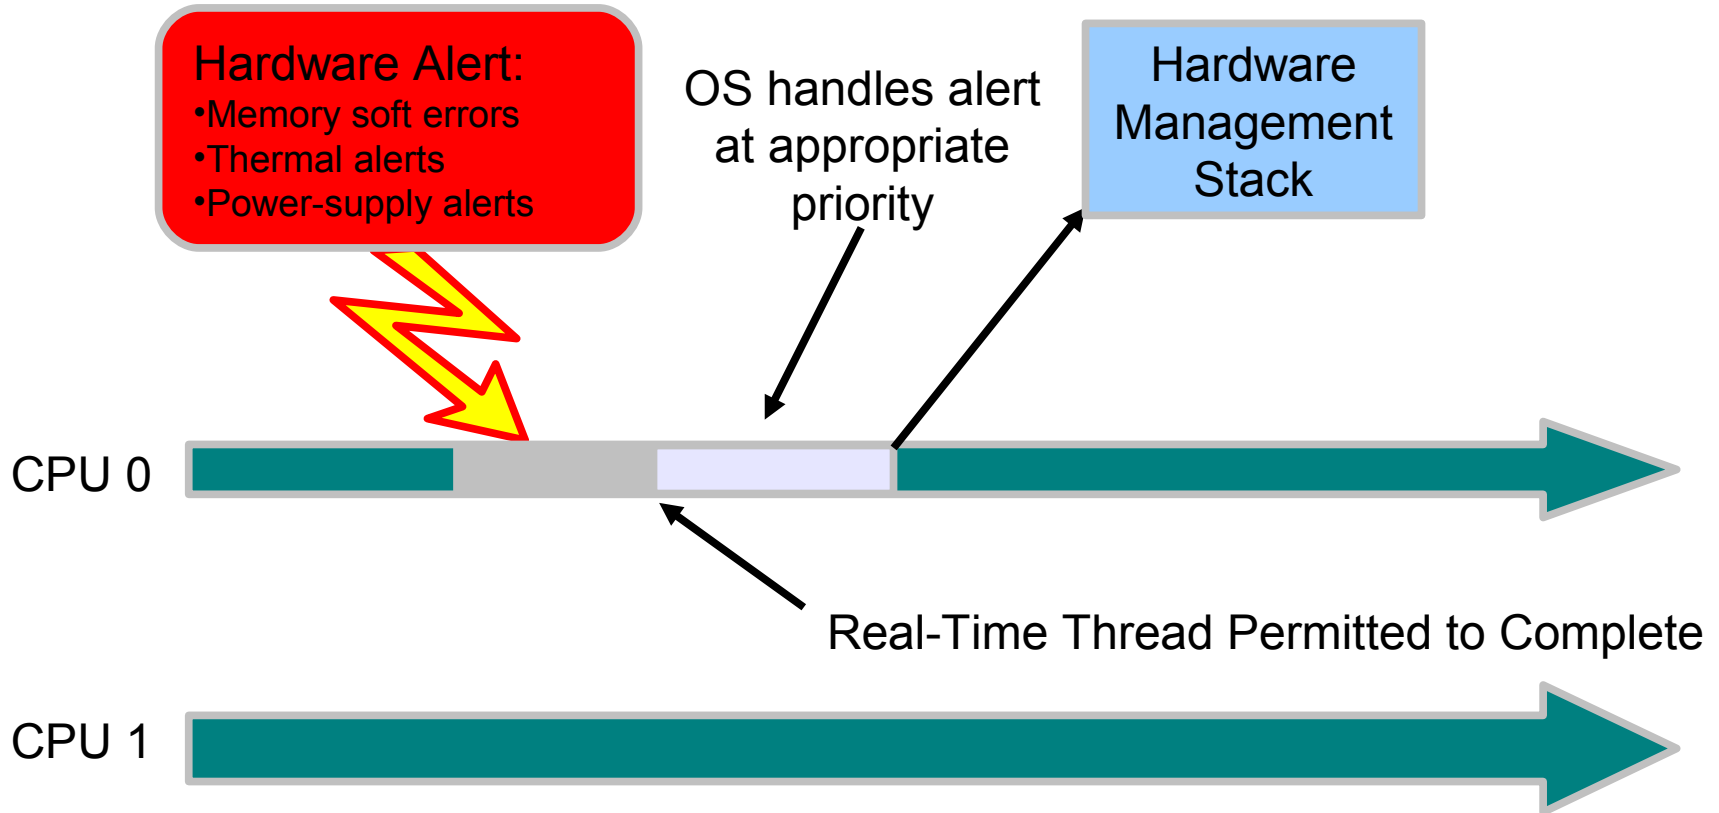 Hardware Alert:
•Memory soft errors
•Thermal alerts
•Power-supply alerts
OS handles alert
at appropriate
priority
Hardware
Management
Stack
CPU 0
Real-Time Thread Permitted to Complete
CPU 1